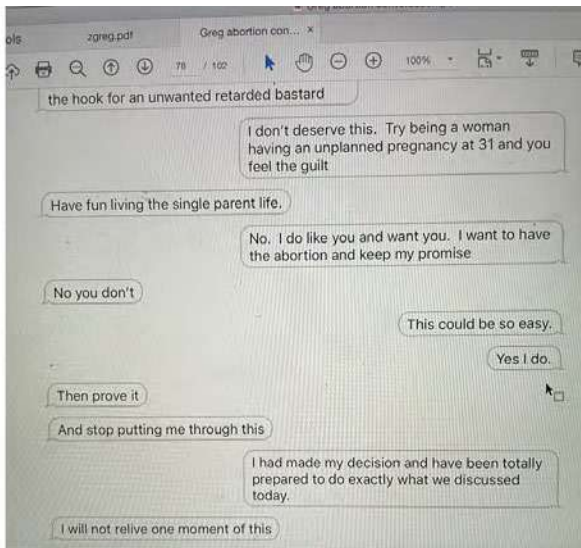 ols
zgreg.pdf
Greg abortion con... ×
78 / 102
100%
the hook for an unwanted retarded bastard
I don't deserve this. Try being a woman
having an unplanned pregnancy at 31 and you
feel the guilt
Have fun living the single parent life.
No. I do like you and want you. I want to have
the abortion and keep my promise
No you don't
This could be so easy.
Yes I do.
Then prove it
And stop putting me through this
I had made my decision and have been totally
prepared to do exactly what we discussed
today.
I will not relive one moment of this